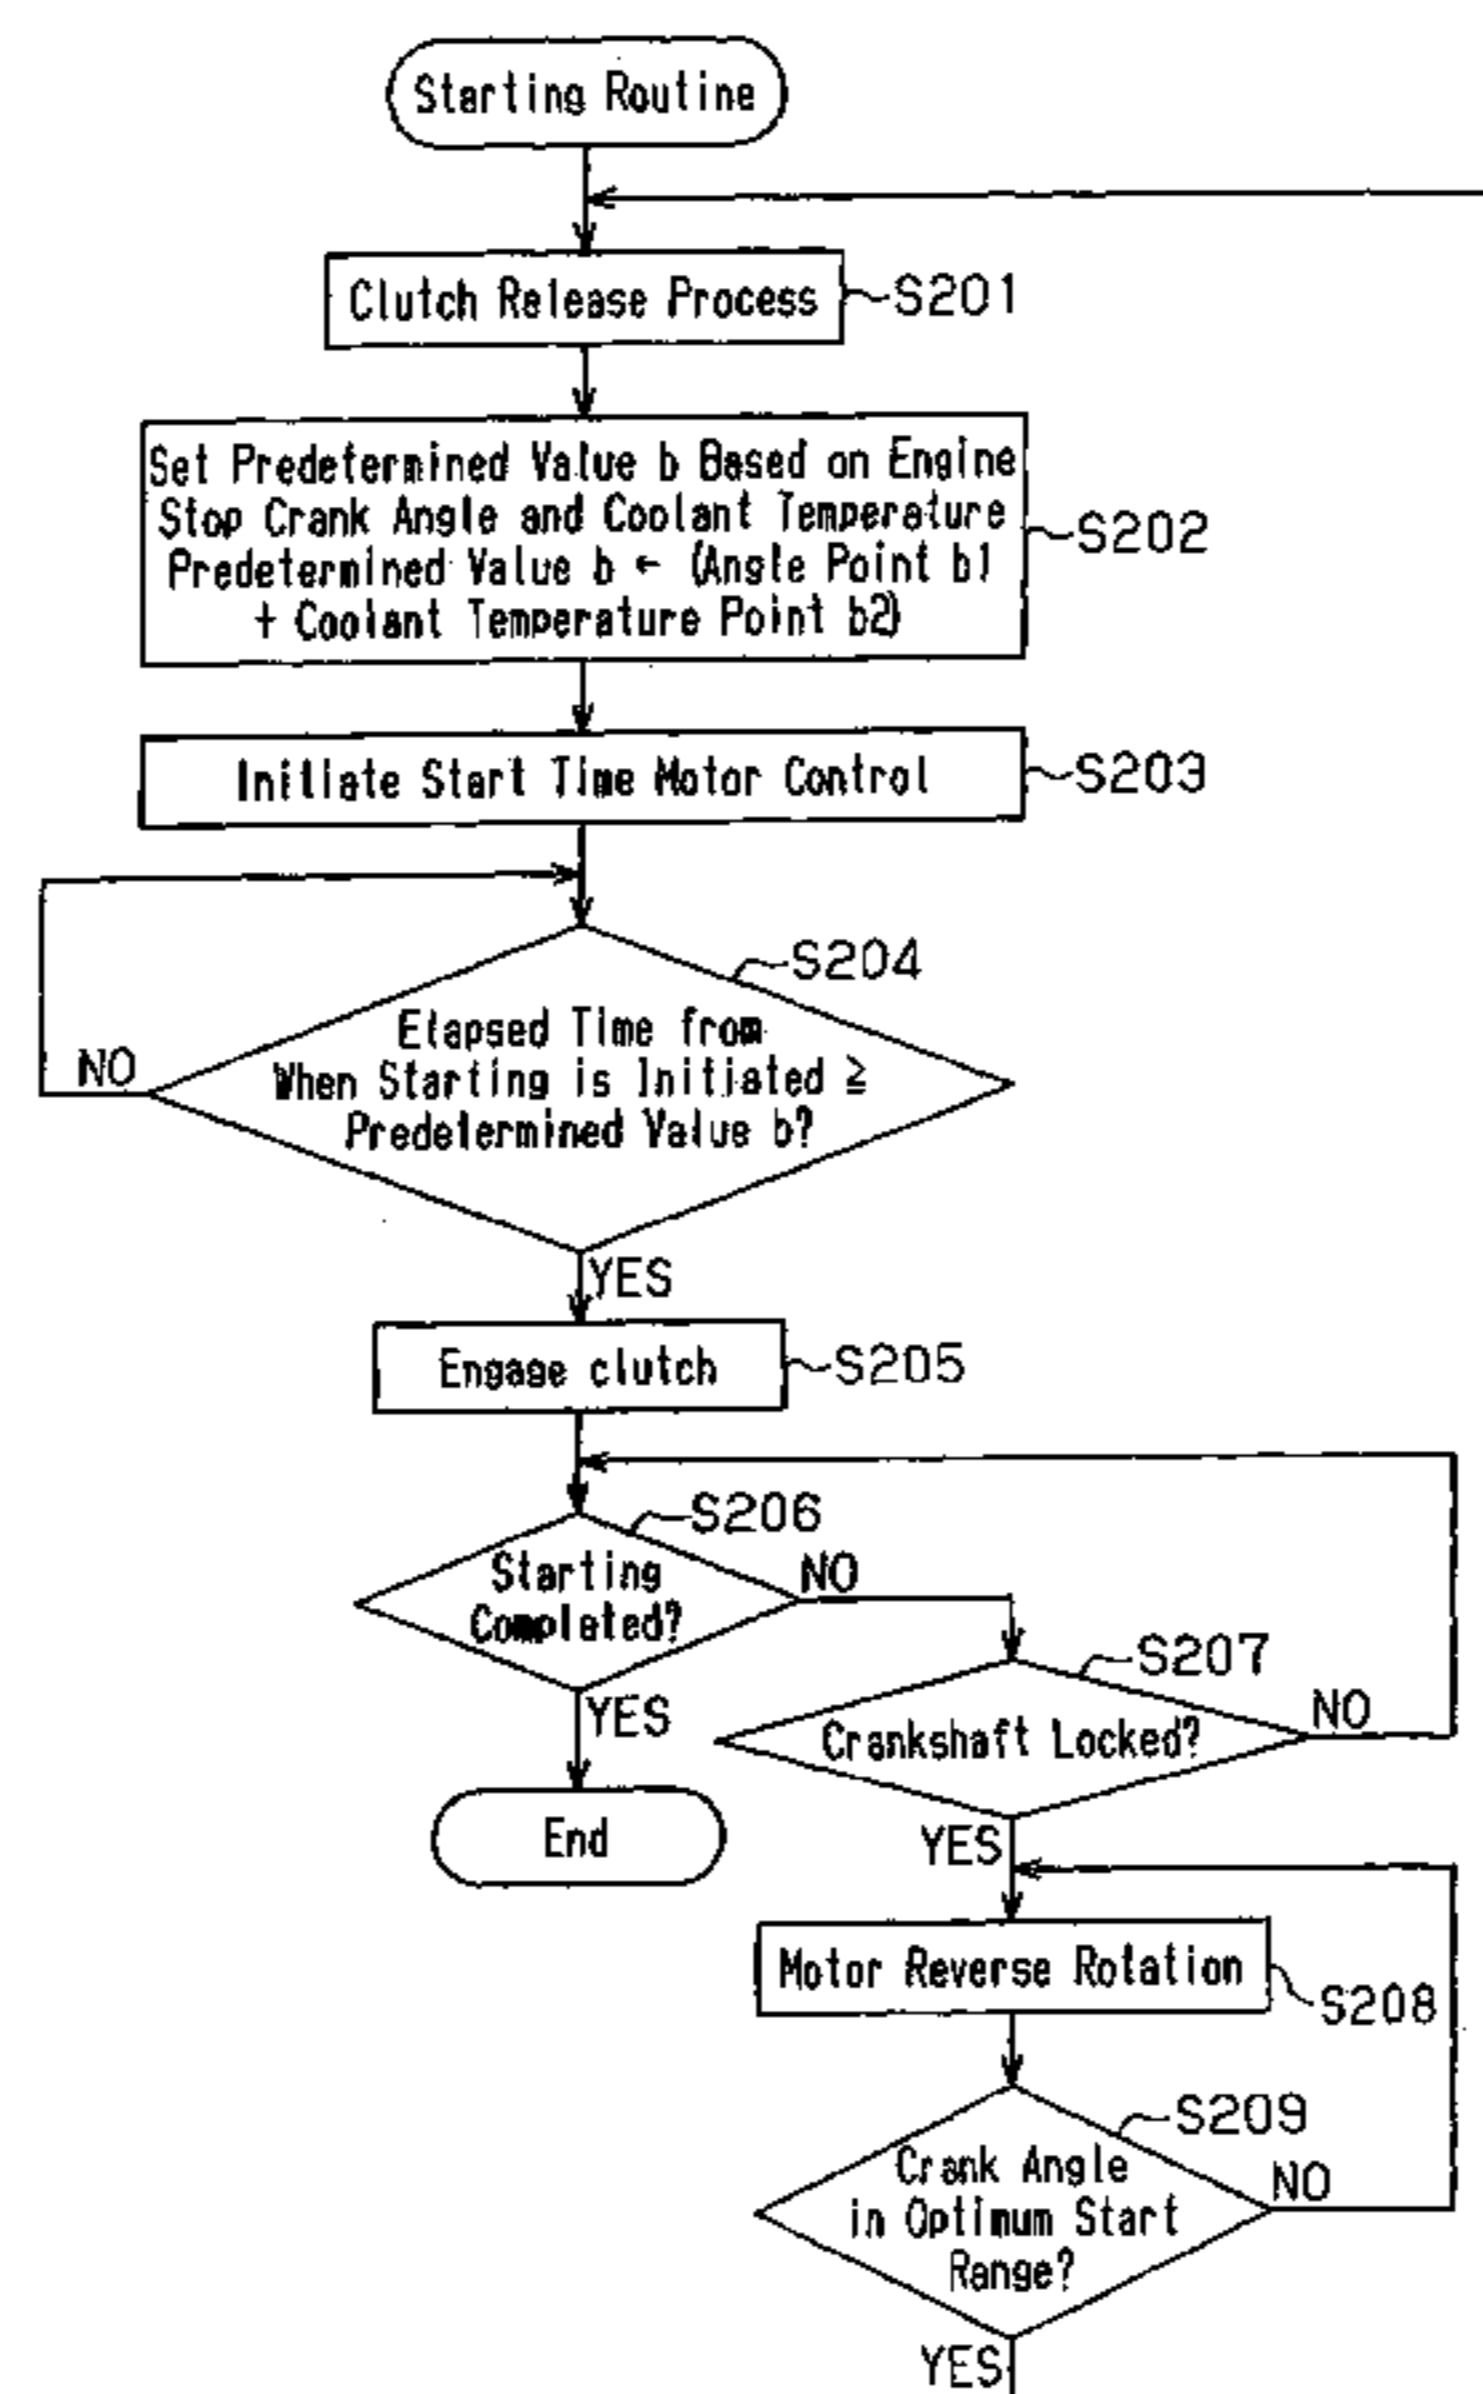 Starting Routine
Clutch Release Process
S201
Set Predetermined Value b Based on Engine
Stop Crank Angle and Coolant Temperature
Predetermined Value b ← (Angle Point b1
+ Coolant Temperature Point b2)
S202
Initiate Start Time Motor Control
S203
S204
Elapsed Time from
When Starting is Initiated ≧
Predetermined Value b?
NO
YES
Engage clutch
S205
S206
Starting
Completed?
NO
YES
End
S207
Crankshaft Locked?
NO
YES
Motor Reverse Rotation
S208
S209
Crank Angle
in Optimum Start
Range?
NO
YES